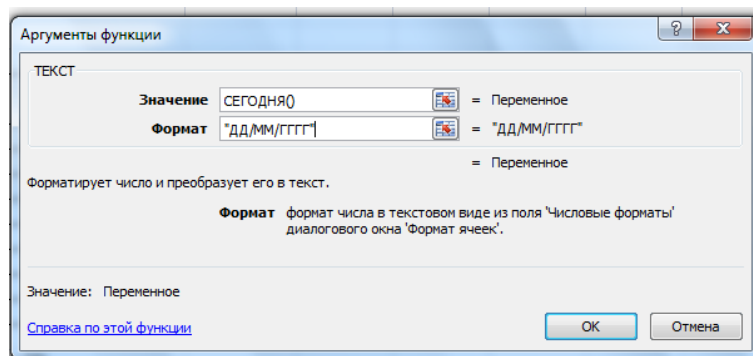 Аргументы функции
ТЕКСТ
Значение СЕГОДНЯ() = Переменное
Формат "ДД/ММ/ГГГГ" = "ДД/ММ/ГГГГ"
= Переменное
Форматирует число и преобразует его в текст.
Формат формат числа в текстовом виде из поля 'Числовые форматы'
диалогового окна 'Формат ячеек'.
Значение: Переменное
Справка по этой функции
ОК Отмена